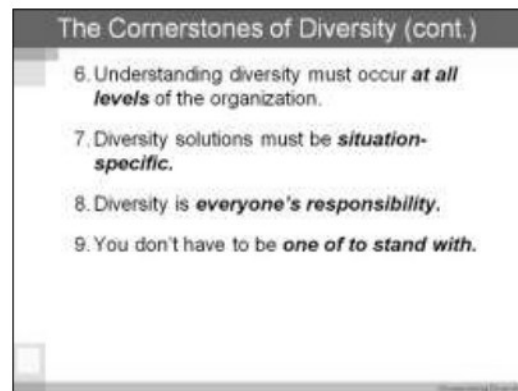 The Cornerstones of Diversity (cont.)
6. Understanding diversity must occur at all
levels of the organization.
7. Diversity solutions must be situation-
specific.
8. Diversity is everyone's responsibility.
9. You don't have to be one of to stand with.